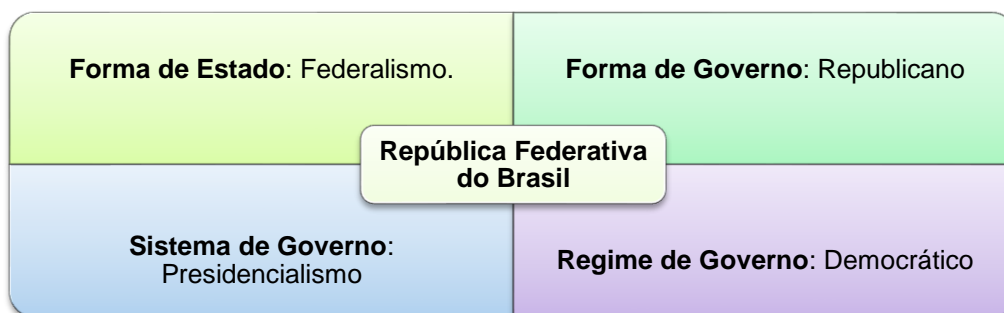 Forma de Estado: Federalismo.
Forma de Governo: Republicano
República Federativa
do Brasil
Sistema de Governo:
Presidencialismo
Regime de Governo: Democrático